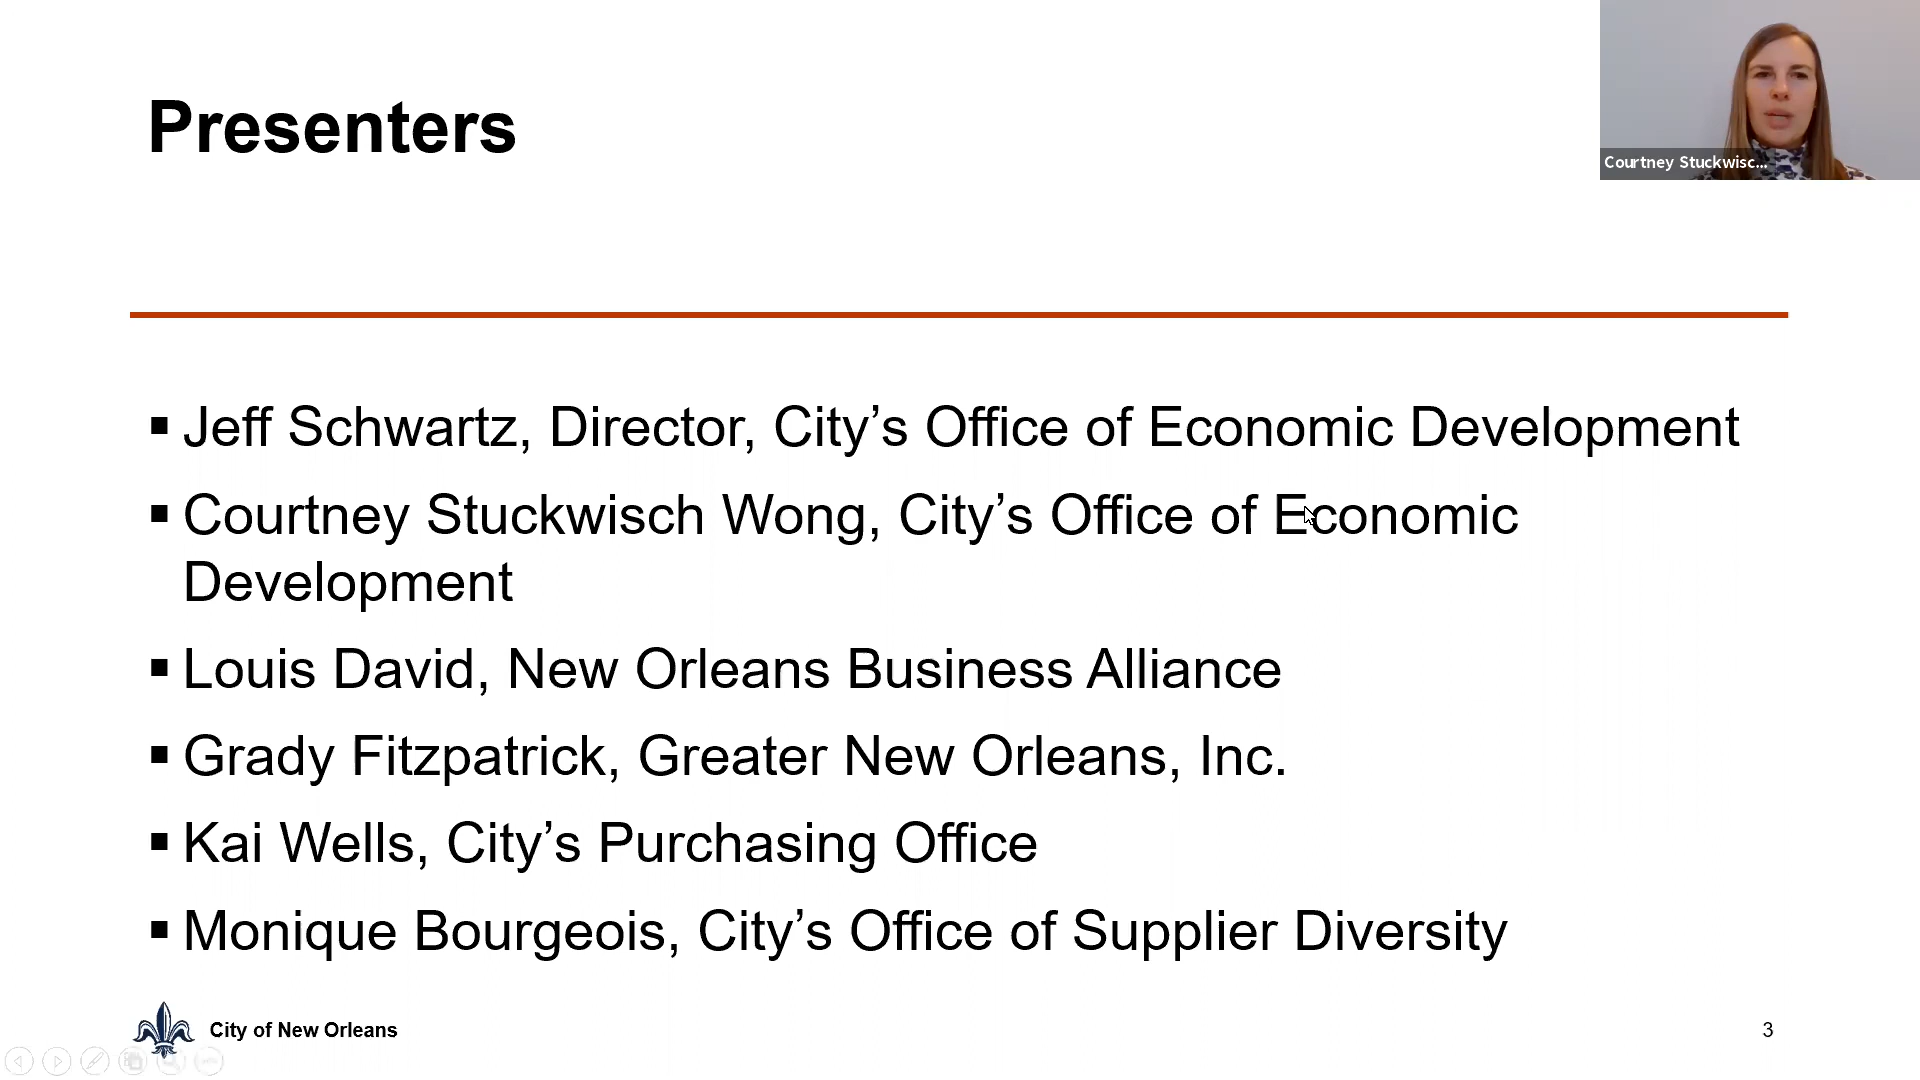 Presenters
Courtney Stuckwisc...
▪ Jeff Schwartz, Director, City’s Office of Economic Development
▪ Courtney Stuckwisch Wong, City’s Office of Economic
Development
▪ Louis David, New Orleans Business Alliance
▪ Grady Fitzpatrick, Greater New Orleans, Inc.
▪ Kai Wells, City’s Purchasing Office
▪ Monique Bourgeois, City’s Office of Supplier Diversity
City of New Orleans
3